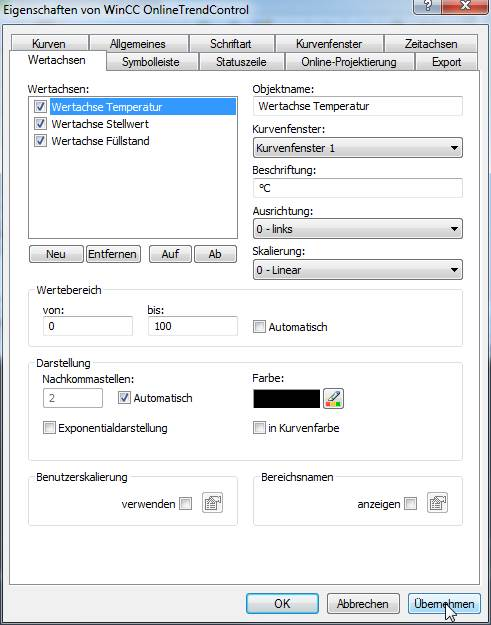 Eigenschaften von WinCC OnlineTrendControl
Kurven Allgemeines Schriftart Kurvenfenster Zeitachsen
Wertachsen Symbolleiste Statuszeile Online-Projektierung Export
Wertachsen:
Wertachse Temperatur
Wertachse Stellwert
Wertachse Füllstand
Neu Entfernen Auf Ab
Objektname:
Wertachse Temperatur
Kurvenfenster:
Kurvenfenster 1
Beschriftung:
°C
Ausrichtung:
0 - links
Skalierung:
0 - Linear
Wertebereich
von: bis:
0 100 Automatisch
Darstellung
Nachkommastellen: Farbe:
2 Automatisch
Exponentialdarstellung in Kurvenfarbe
Benutzerskalierung Bereichsnamen
verwenden anzeigen
OK Abbrechen Übernehmen